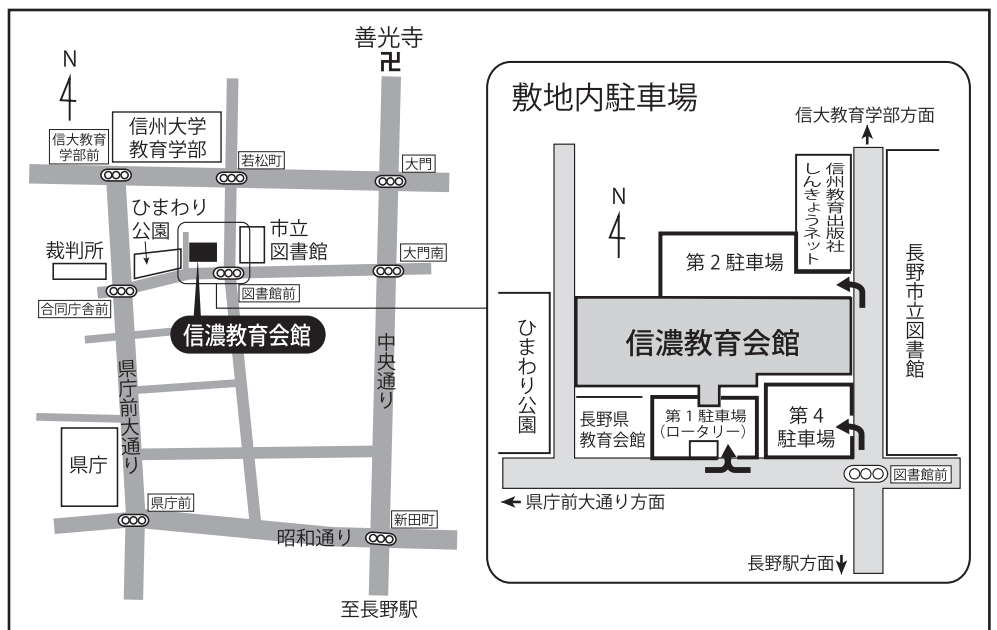 善光寺
卍
N
信州大学
教育学部
信大教育
学部前
若松町
大門
ひまわり
公園
市立
図書館
裁判所
大門南
合同庁舎前
図書館前
信濃教育会館
中央通り
県庁前大通り
県庁
県庁前
新田町
昭和通り
至長野駅
敷地内駐車場
信大教育学部方面
N
信州教育出版社
しんきょうネット
第2駐車場
長野市立図書館
ひまわり公園
信濃教育会館
長野県
教育会館
第1駐車場
（ロータリー）
第4
駐車場
図書館前
県庁前大通り方面
長野駅方面